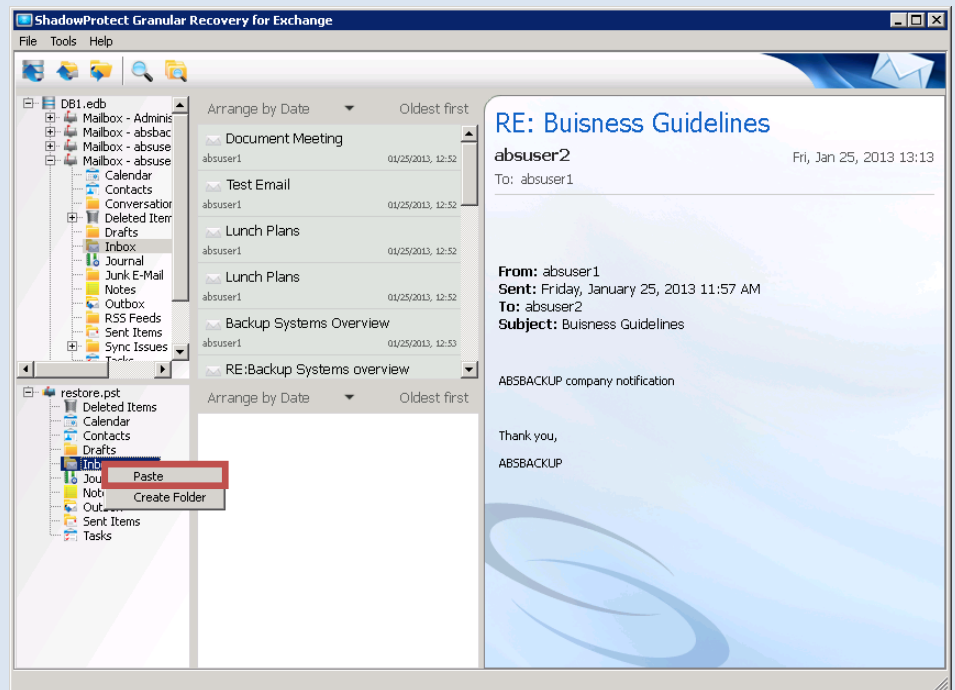 ShadowProtect Granular Recovery for Exchange
File Tools Help
DB1.edb
Mailbox - Adminis
Mailbox - absbac
Mailbox - absuse
Mailbox - absuse
Calendar
Contacts
Conversation
Deleted Item
Drafts
Inbox
Journal
Junk E-Mail
Notes
Outbox
RSS Feeds
Sent Items
Sync Issues
Tasks
Arrange by Date Oldest first
Document Meeting
absuser1 01/25/2013, 12:52
Test Email
absuser1 01/25/2013, 12:52
Lunch Plans
absuser1 01/25/2013, 12:52
Lunch Plans
absuser1 01/25/2013, 12:52
Backup Systems Overview
absuser1 01/25/2013, 12:53
RE:Backup Systems overview
RE: Buisness Guidelines
absuser2 Fri, Jan 25, 2013 13:13
To: absuser1
From: absuser1
Sent: Friday, January 25, 2013 11:57 AM
To: absuser2
Subject: Buisness Guidelines
ABSBACKUP company notification
Thank you,
ABSBACKUP
restore.pst
Deleted Items
Calendar
Contacts
Drafts
Inb
Jou
Not
Out
Sent Items
Tasks
Paste
Create Folder
Arrange by Date Oldest first